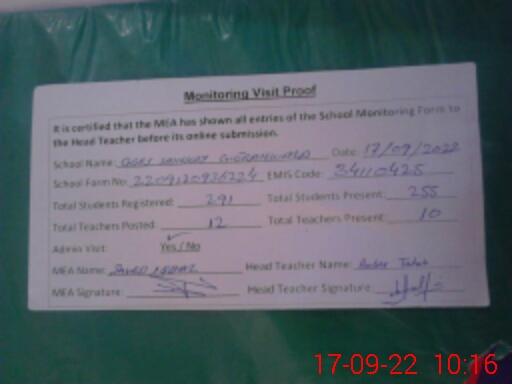 Monitoring Visit Proof
It is certified that the MEA has shown all entries of the School Monitoring Form to
the Head Teacher before its online submission.
School Name: Date: 17/09/2022
School Form No: EMIS Code: 34110425
Total Students Registered: 291 Total Students Present: 255
Total Teachers Posted: 12 Total Teachers Present: 10
Admin Visit: Yes / No
MEA Name: Head Teacher Name:
MEA Signature: Head Teacher Signature:
17-09-22 10:16